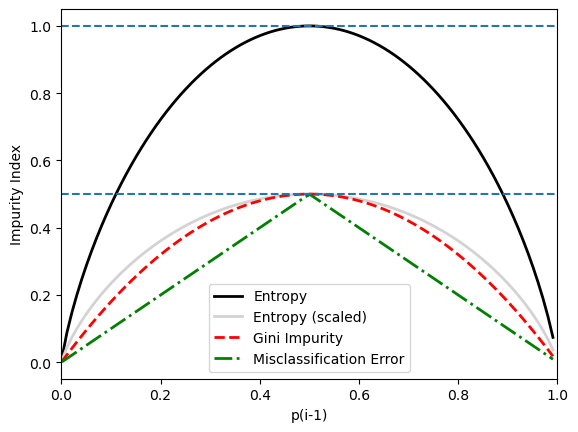 1.0
0.8
0.6
0.4
0.2
0.0
Impurity Index
Entropy
Entropy (scaled)
Gini Impurity
Misclassification Error
0.0 0.2 0.4 0.6 0.8 1.0
p(i-1)